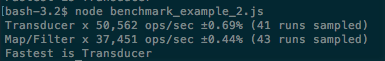 [bash-3.2$ node benchmark_example_2.js
Transducer x 50,562 ops/sec ±0.69% (41 runs sampled)
Map/Filter x 37,451 ops/sec ±0.44% (43 runs sampled)
Fastest is Transducer